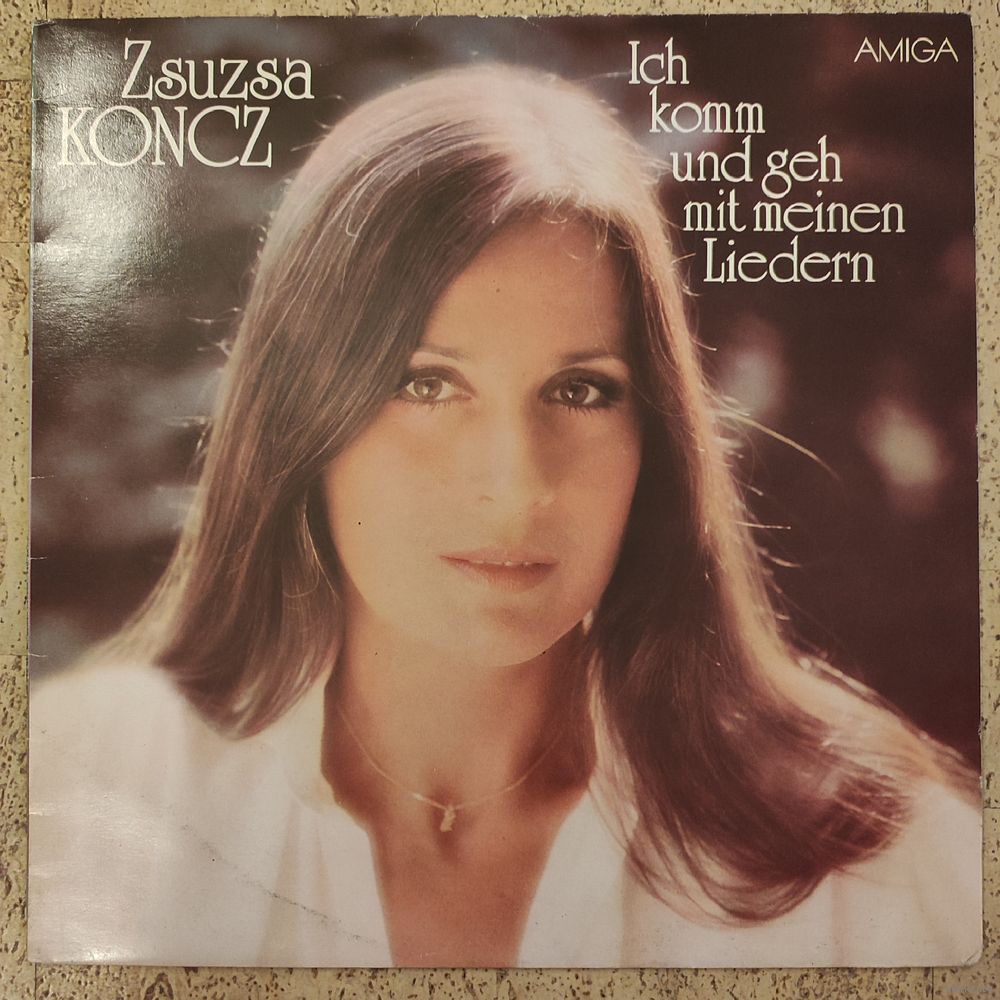 Zsuzsa
KONCZ
Ich
komm
und geh
mit meinen
Liedern
AMIGA